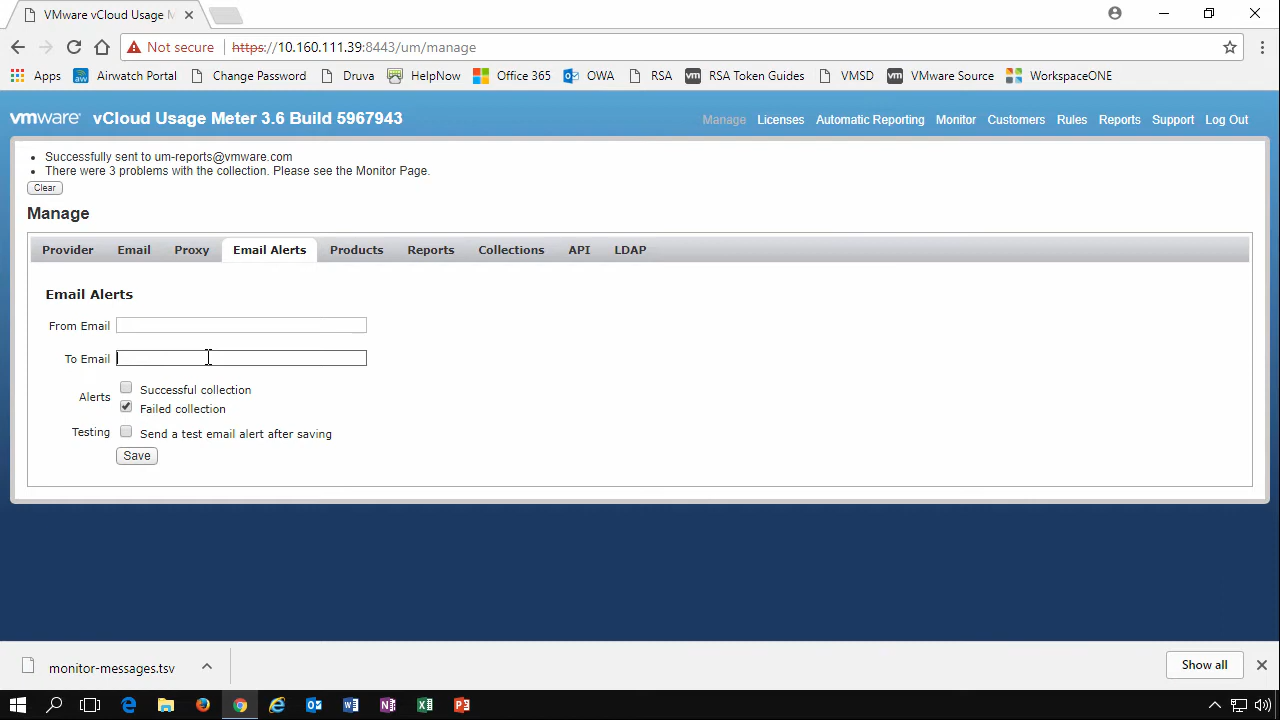 VMware vCloud Usage M
Not secure
https://10.160.111.39:8443/um/manage
Apps
Airwatch Portal
Change Password
Druva
HelpNow
Office 365
OWA
RSA
RSA Token Guides
VMSD
VMware Source
WorkspaceONE
vmware vCloud Usage Meter 3.6 Build 5967943
Manage Licenses Automatic Reporting Monitor Customers Rules Reports Support Log Out
Successfully sent to um-reports@vmware.com
There were 3 problems with the collection. Please see the Monitor Page.
Clear
Manage
Provider Email Proxy Email Alerts Products Reports Collections API LDAP
Email Alerts
From Email
To Email
Alerts
Successful collection
Failed collection
Testing
Send a test email alert after saving
Save
monitor-messages.tsv
Show all